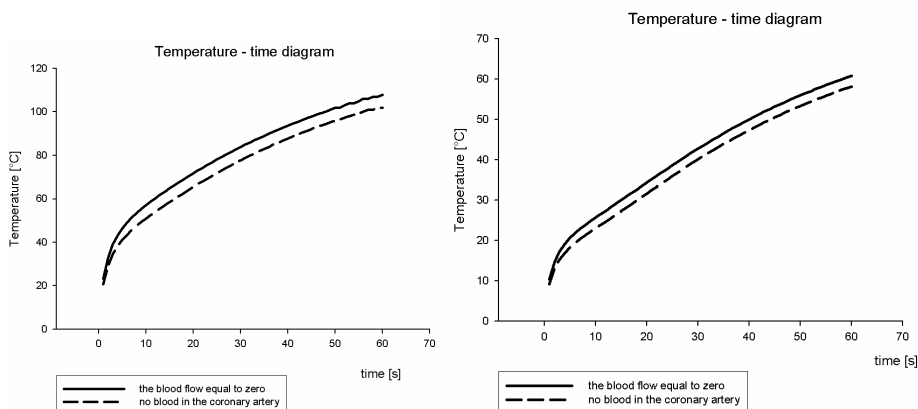 Temperature - time diagram
Temperature [°C]
120
100
80
60
40
20
0
0 10 20 30 40 50 60 70
time [s]
the blood flow equal to zero
no blood in the coronary artery
Temperature - time diagram
Temperature [°C]
70
60
50
40
30
20
10
0
0 10 20 30 40 50 60 70
time [s]
the blood flow equal to zero
no blood in the coronary artery